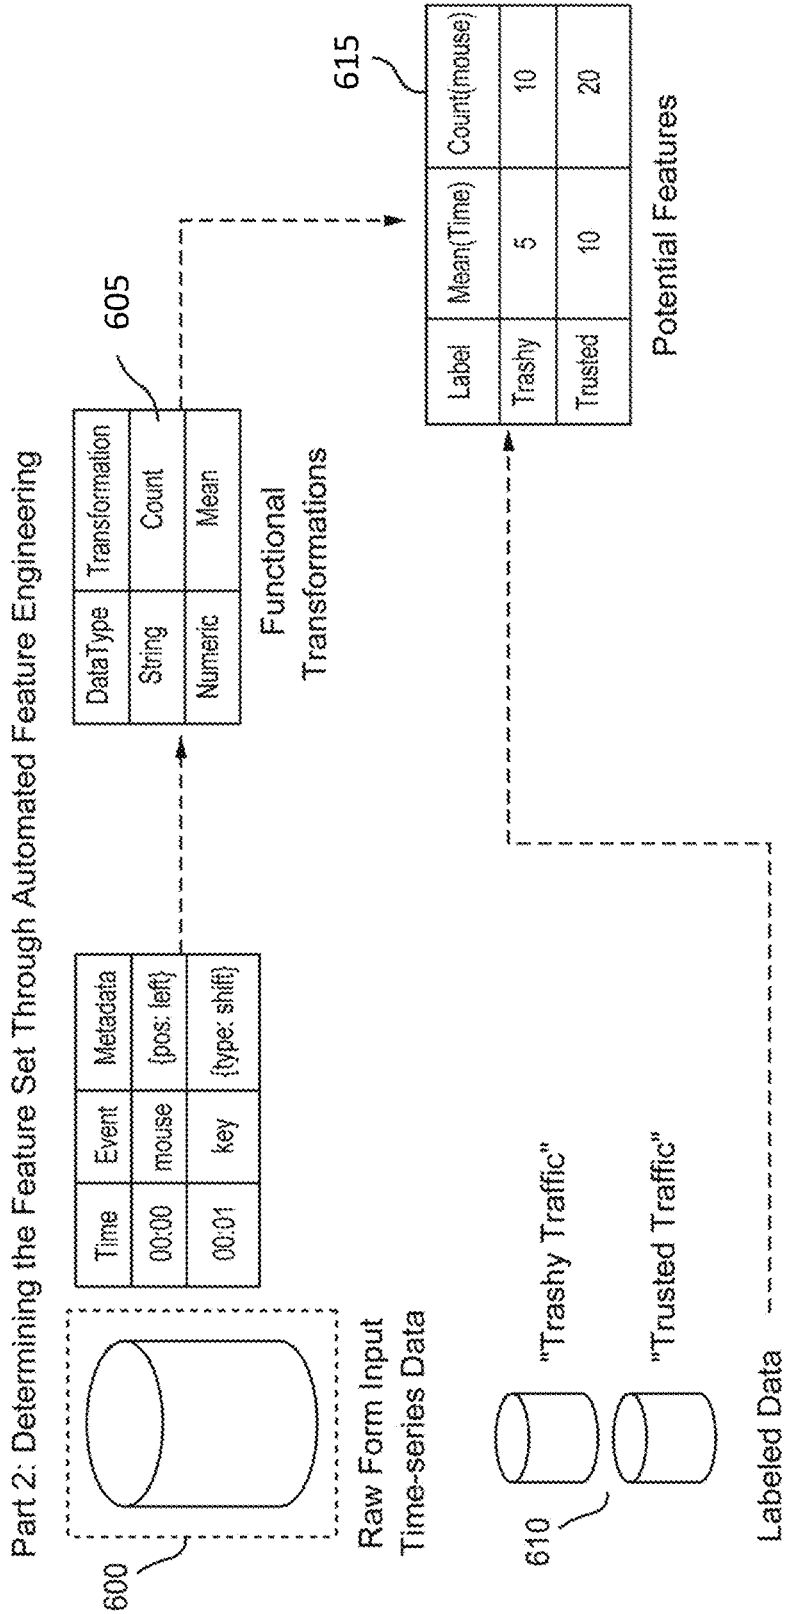 Part 2: Determining the Feature Set Through Automated Feature Engineering
600
Raw Form Input
Time-series Data
Time Event Metadata
00:00 mouse {pos: left}
00:01 key {type: shift}
605
DataType Transformation
String Count
Numeric Mean
Functional
Transformations
610
"Trashy Traffic"
"Trusted Traffic"
Labeled Data
615
Label Mean(Time) Count(mouse)
Trashy 5 10
Trusted 10 20
Potential Features